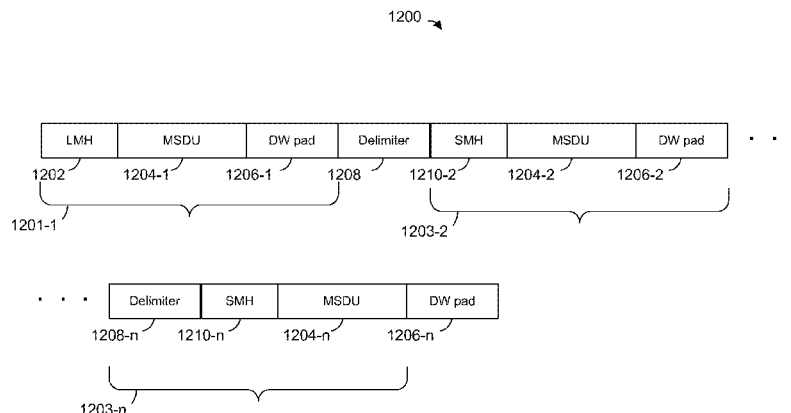 1200
LMH MSDU DW pad Delimiter SMH MSDU DW pad . .
1202 1204-1 1206-1 1208 1210-2 1204-2 1206-2
1201-1 1203-2
. . . Delimiter SMH MSDU DW pad
1208-n 1210-n 1204-n 1206-n
1203-n